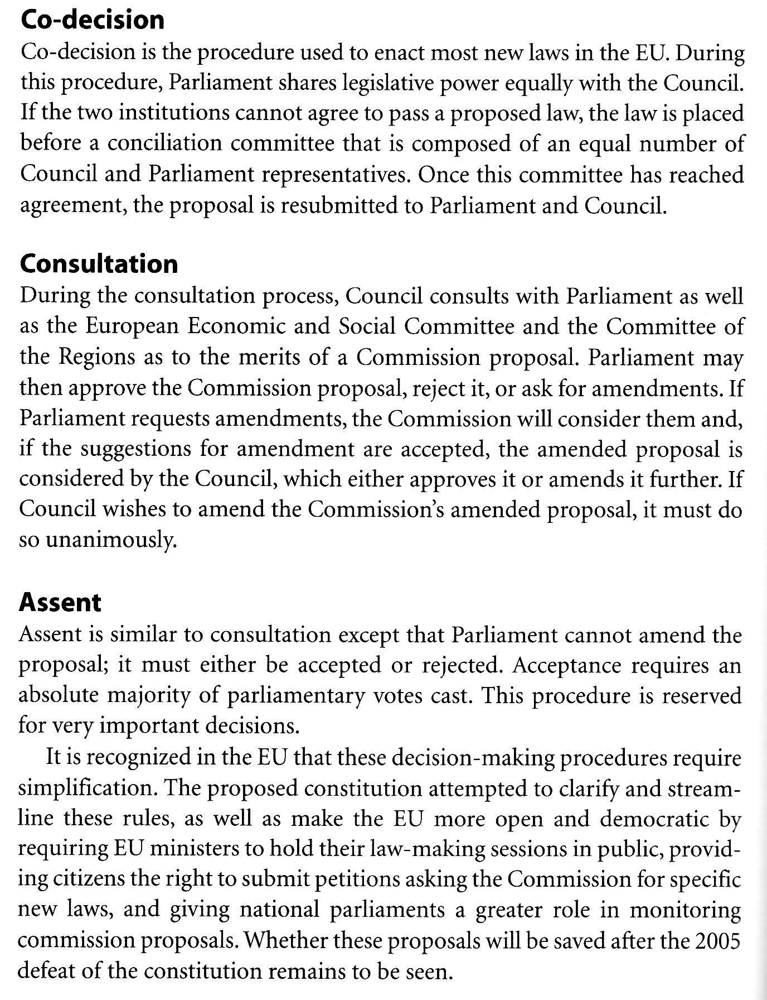 Co-decision
Co-decision is the procedure used to enact most new laws in the EU. During
this procedure, Parliament shares legislative power equally with the Council.
If the two institutions cannot agree to pass a proposed law, the law is placed
before a conciliation committee that is composed of an equal number of
Council and Parliament representatives. Once this committee has reached
agreement, the proposal is resubmitted to Parliament and Council.
Consultation
During the consultation process, Council consults with Parliament as well
as the European Economic and Social Committee and the Committee of
the Regions as to the merits of a Commission proposal. Parliament may
then approve the Commission proposal, reject it, or ask for amendments. If
Parliament requests amendments, the Commission will consider them and,
if the suggestions for amendment are accepted, the amended proposal is
considered by the Council, which either approves it or amends it further. If
Council wishes to amend the Commission's amended proposal, it must do
so unanimously.
Assent
Assent is similar to consultation except that Parliament cannot amend the
proposal; it must either be accepted or rejected. Acceptance requires an
absolute majority of parliamentary votes cast. This procedure is reserved
for very important decisions.
It is recognized in the EU that these decision-making procedures require
simplification. The proposed constitution attempted to clarify and stream-
line these rules, as well as make the EU more open and democratic by
requiring EU ministers to hold their law-making sessions in public, provid-
ing citizens the right to submit petitions asking the Commission for specific
new laws, and giving national parliaments a greater role in monitoring
commission proposals. Whether these proposals will be saved after the 2005
defeat of the constitution remains to be seen.